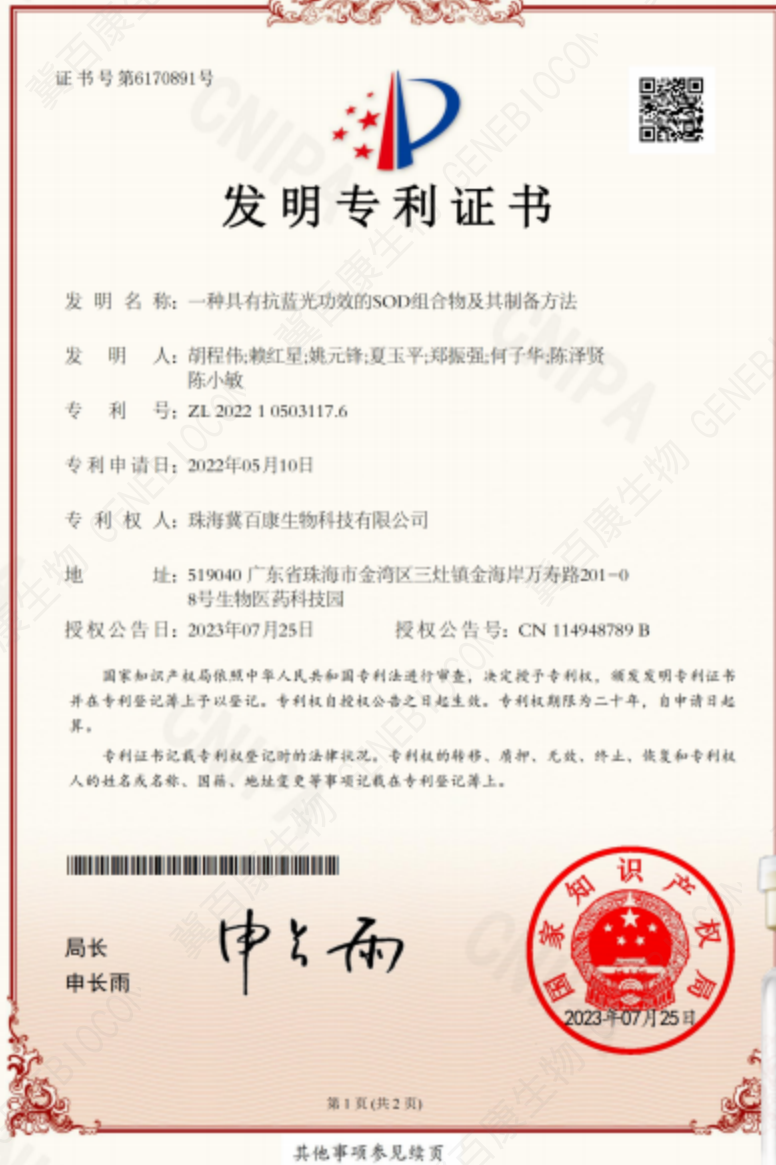 证书号第6170891号
发明专利证书
发 明 名 称：一种具有抗蓝光功效的SOD组合物及其制备方法
发 明 人：胡程伟;赖红星;姚元锋;夏玉平;郑振强;何子华;陈泽贤
陈小敏
专 利 号：ZL 2022 1 0503117.6
专利申请日：2022年05月10日
专 利 权 人：珠海冀百康生物科技有限公司
地 址：519040 广东省珠海市金湾区三灶镇金海岸万寿路201-0
8号生物医药科技园
授权公告日：2023年07月25日 授权公告号：CN 114948789 B
国家知识产权局依照中华人民共和国专利法进行审查，决定授予专利权，颁发发明专利证书
并在专利登记簿上予以登记。专利权自授权公告之日起生效。专利权期限为二十年，自申请日起
算。
专利证书记载专利权登记时的法律状况。专利权的转移、质押、无效、终止、恢复和专利权
人的姓名或名称、国籍、地址变更等事项记载在专利登记簿上。
局长
申长雨
申长雨
国家知识产权局
2023年07月25日
第 1 页 (共 2 页)
其他事项参见续页
CNIPA
CNIPA
CNIPA
冀百康生物 GENEBIOCON
冀百康生物 GENEBIOCON